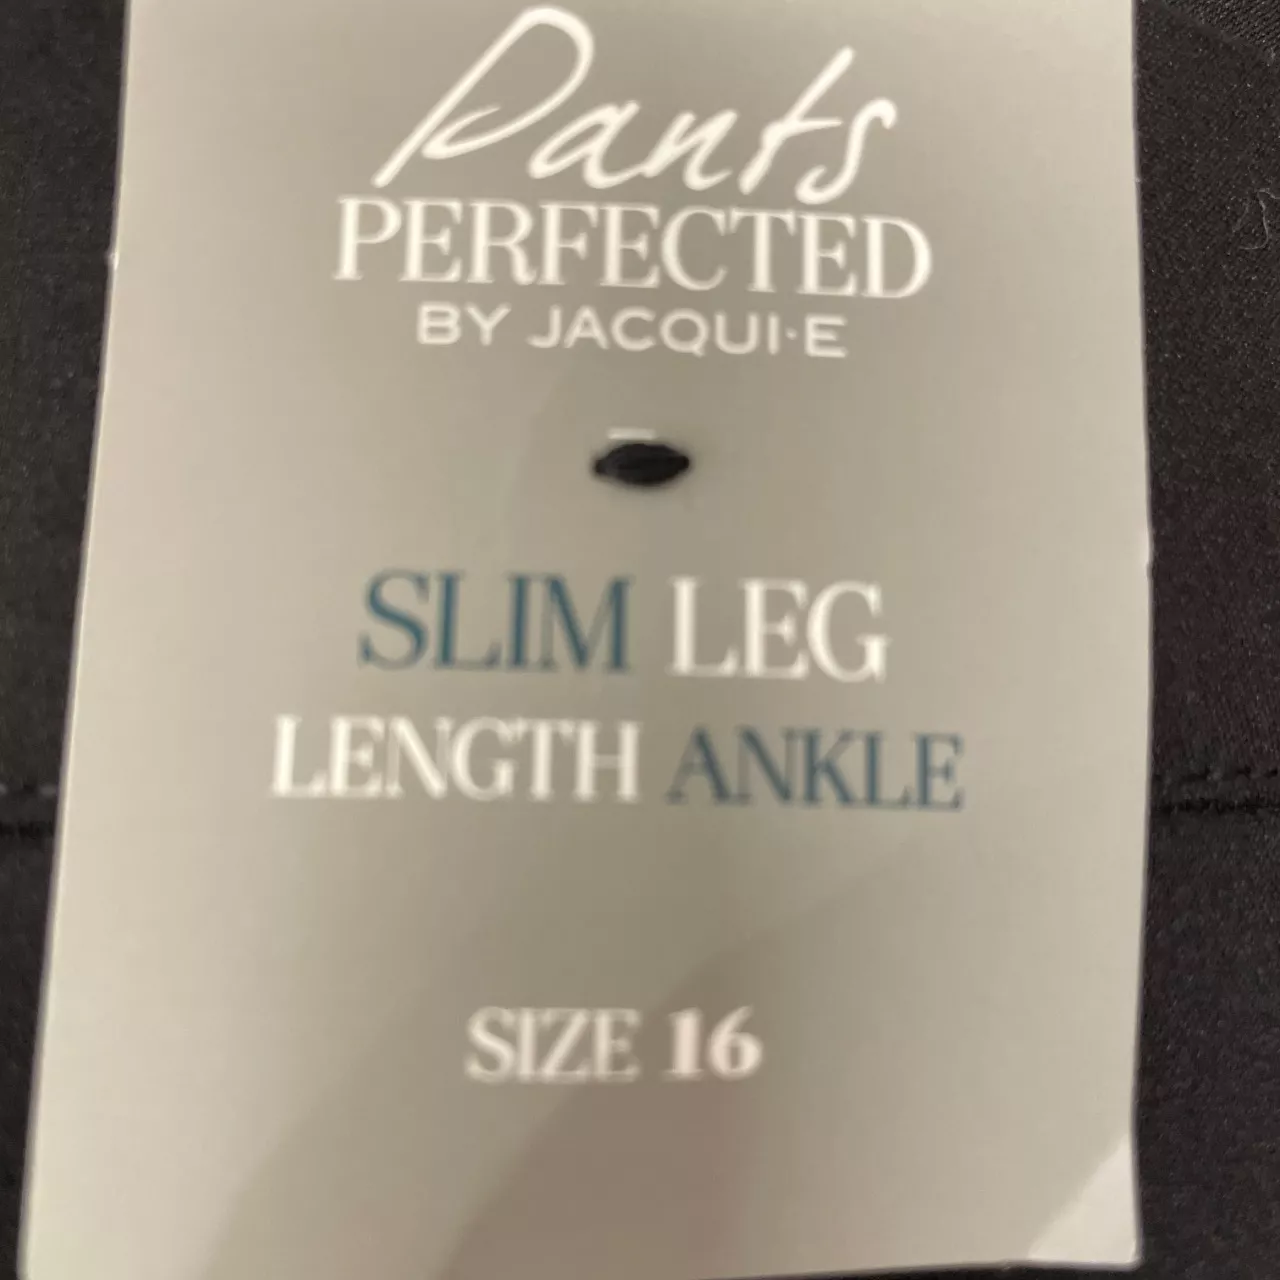 Pants
PERFECTED
BY JACQUI·E
SLIM LEG
LENGTH ANKLE
SIZE 16